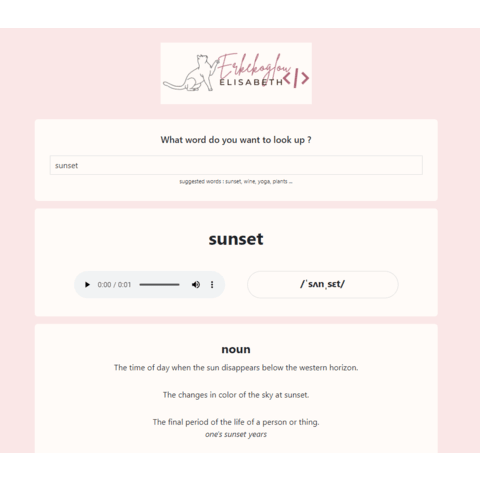 Erkekoglou
ELISABETH </>
What word do you want to look up ?
sunset
suggested words : sunset, wine, yoga, plants ...
sunset
0:00 / 0:01
/ˈsʌnˌsɛt/
noun
The time of day when the sun disappears below the western horizon.
The changes in color of the sky at sunset.
The final period of the life of a person or thing.
one's sunset years